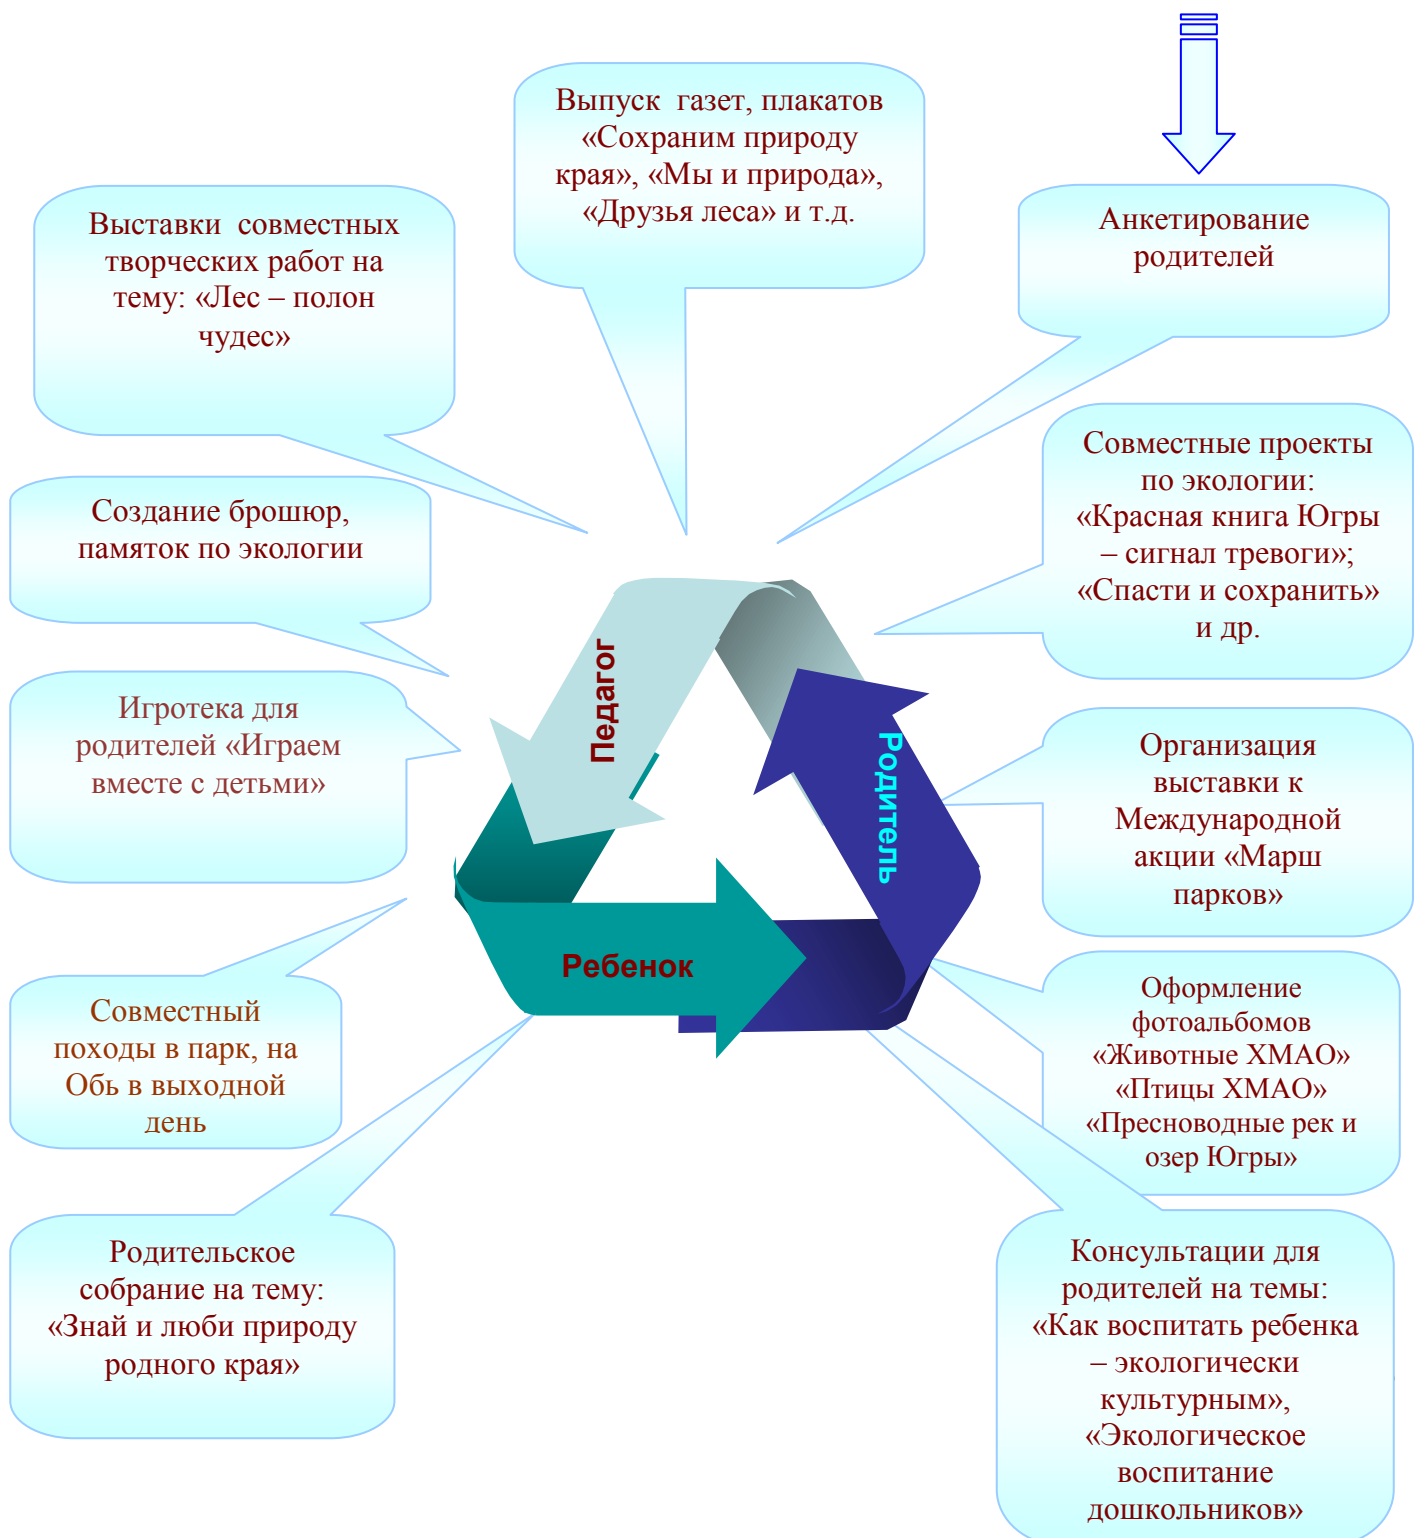 Выпуск газет, плакатов
«Сохраним природу
края», «Мы и природа»,
«Друзья леса» и т.д.
Выставки совместных
творческих работ на
тему: «Лес – полон
чудес»
Анкетирование
родителей
Создание брошюр,
памяток по экологии
Совместные проекты
по экологии:
«Красная книга Югры
– сигнал тревоги»;
«Спасти и сохранить»
и др.
Игротека для
родителей «Играем
вместе с детьми»
Педагог
Родитель
Ребенок
Организация
выставки к
Международной
акции «Марш
парков»
Совместный
походы в парк, на
Обь в выходной
день
Оформление
фотоальбомов
«Животные ХМАО»
«Птицы ХМАО»
«Пресноводные рек и
озер Югры»
Родительское
собрание на тему:
«Знай и люби природу
родного края»
Консультации для
родителей на темы:
«Как воспитать ребенка
– экологически
культурным»,
«Экологическое
воспитание
дошкольников»